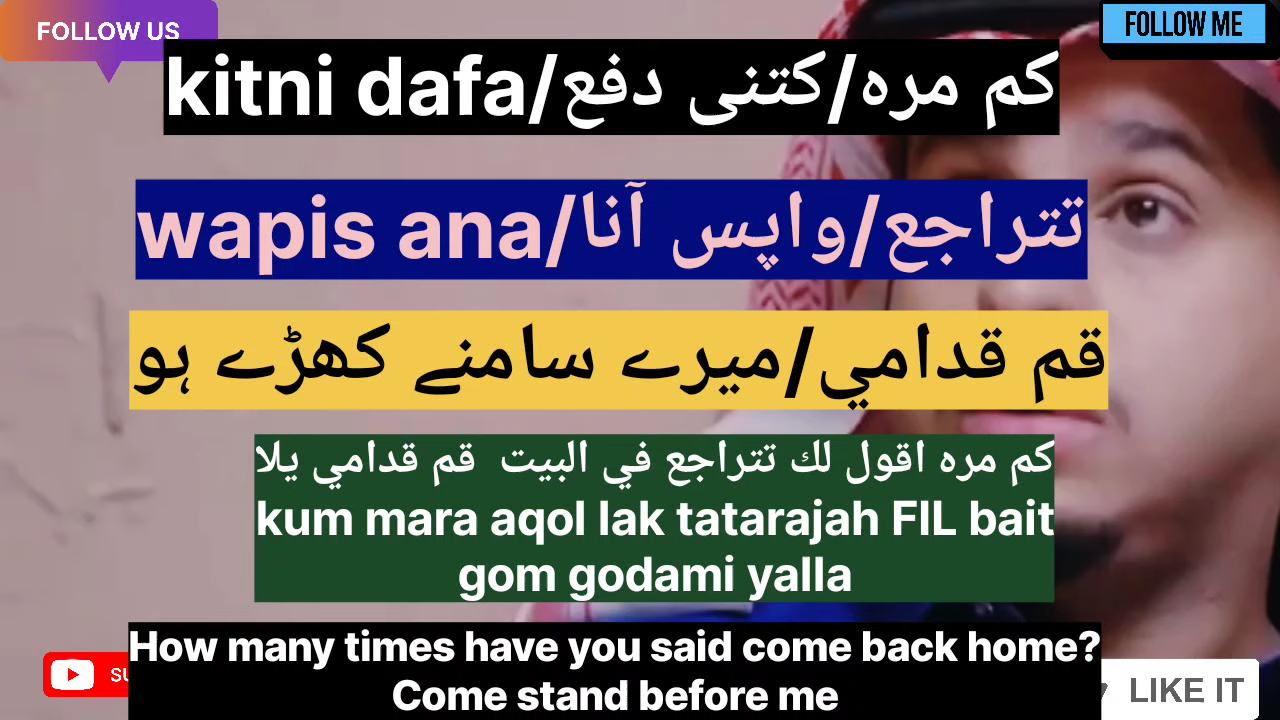 FOLLOW US
FOLLOW ME
کم مرہ/کتنی دفع/kitni dafa
تتراجع/واپس آنا/wapis ana
قم قدامي/میرے سامنے کھڑے ہو
كم مره اقول لك تتراجع في البيت قم قدامي يلا
kum mara aqol lak tatarajah FIL bait
gom godami yalla
How many times have you said come back home?
Come stand before me
LIKE IT